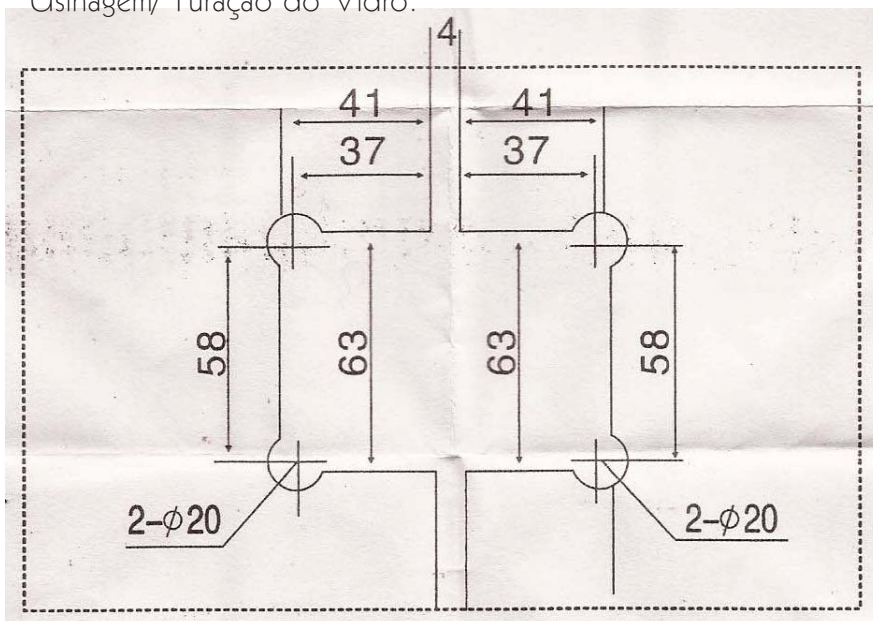 Usinagem/ Furação do Vidro.
4
41 41
37 37
58 63 63 58
2-ϕ20 2-ϕ20